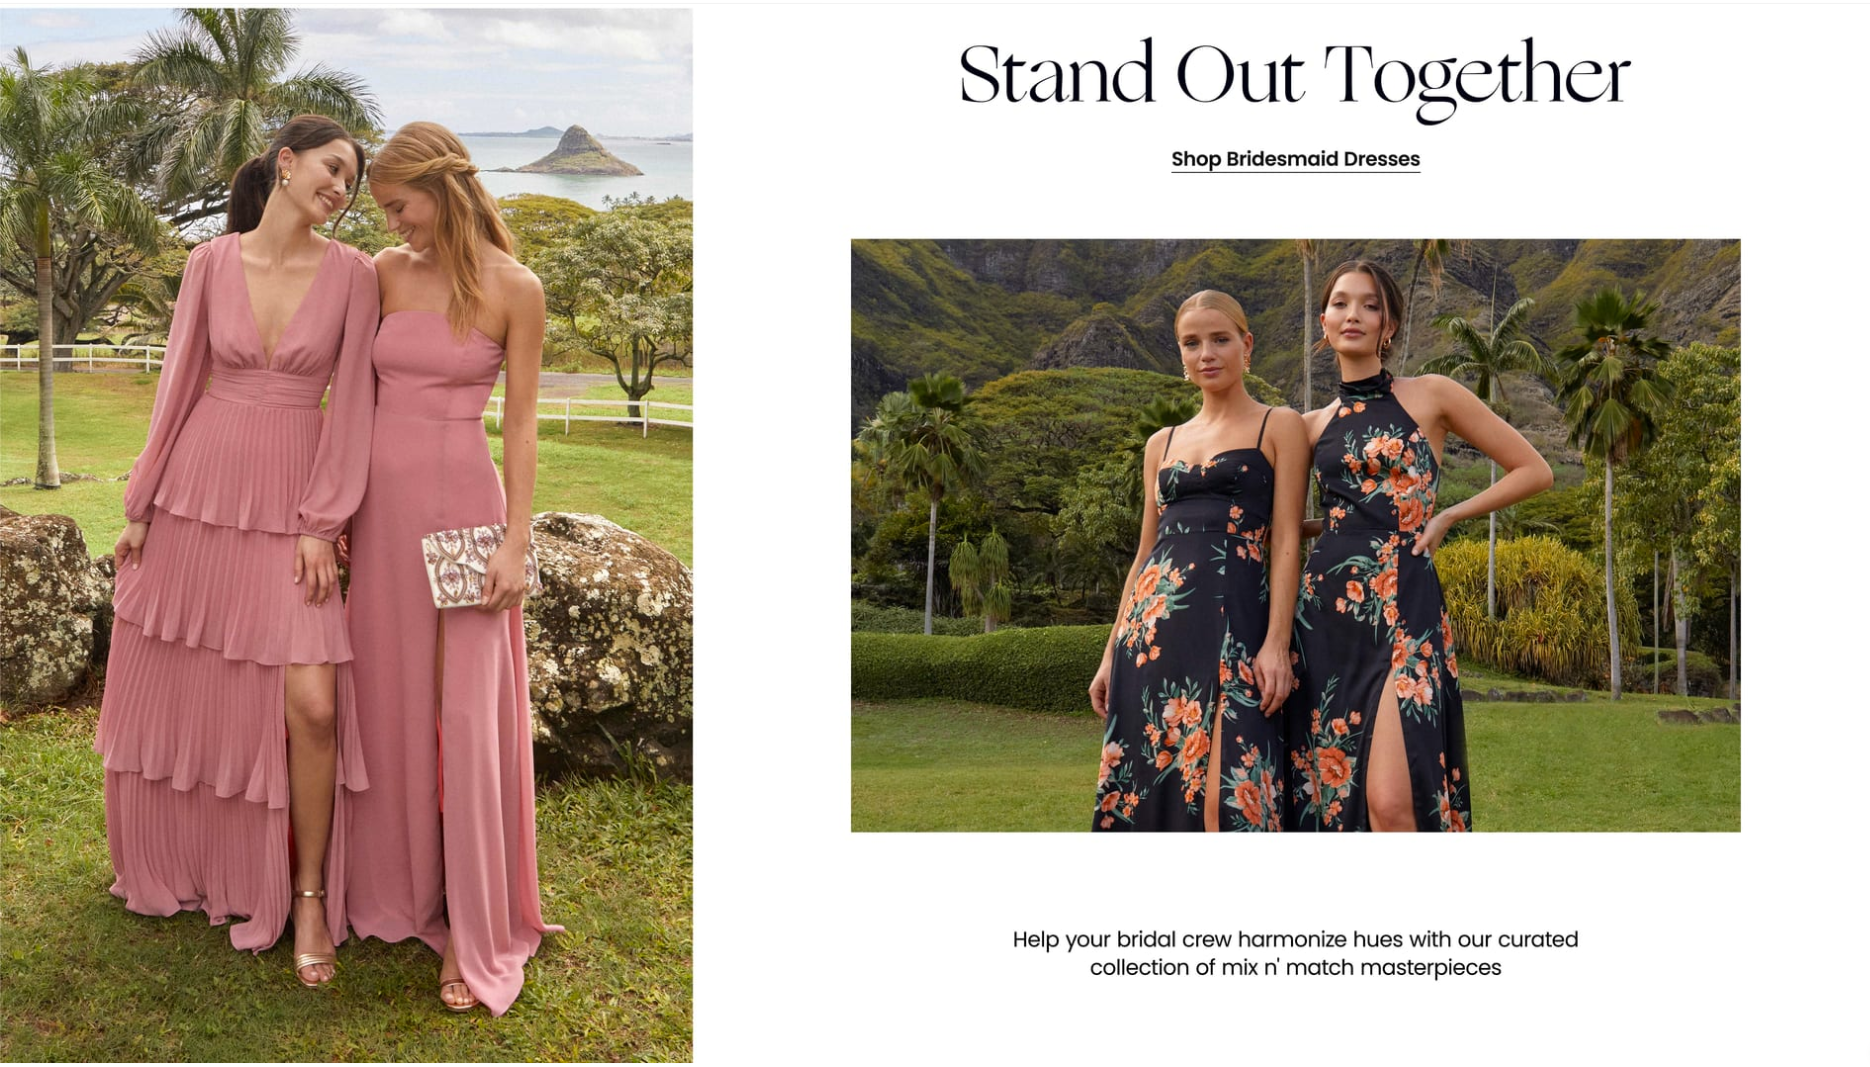 Stand Out Together
Shop Bridesmaid Dresses
Help your bridal crew harmonize hues with our curated
collection of mix n' match masterpieces